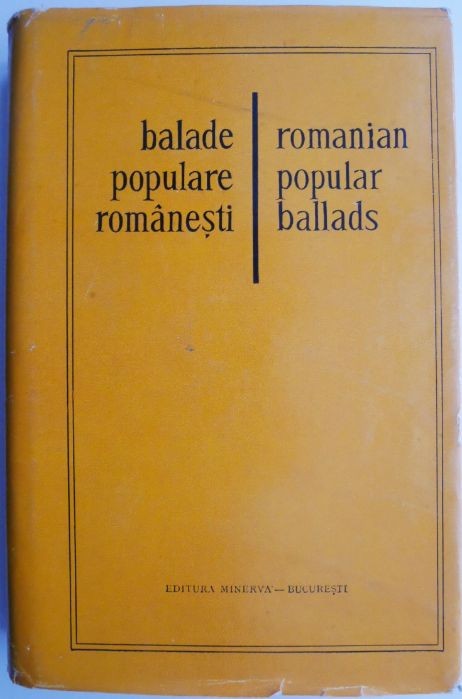 balade
populare
românești
romanian
popular
ballads
EDITURA MINERVA — BUCUREȘTI